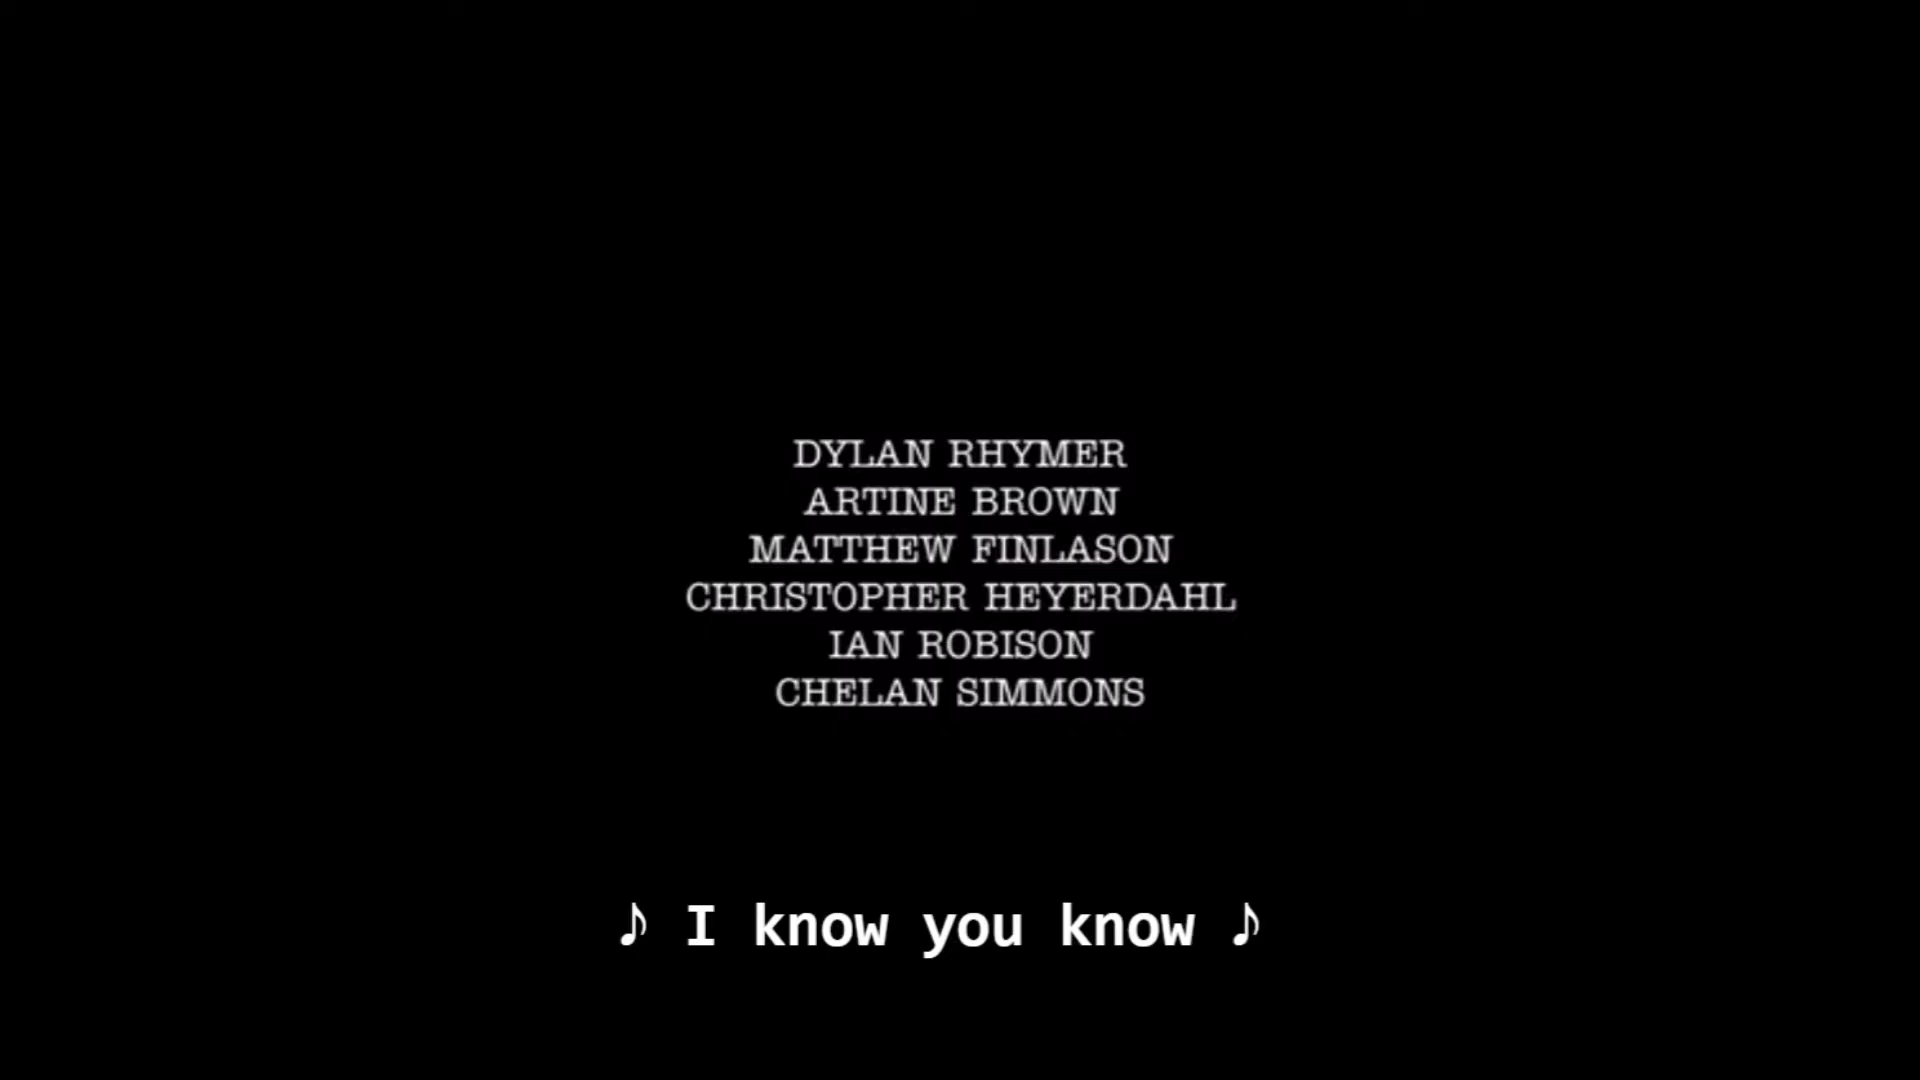 DYLAN RHYMER
ARTINE BROWN
MATTHEW FINLASON
CHRISTOPHER HEYERDAHL
IAN ROBISON
CHELAN SIMMONS
♪ I know you know ♪